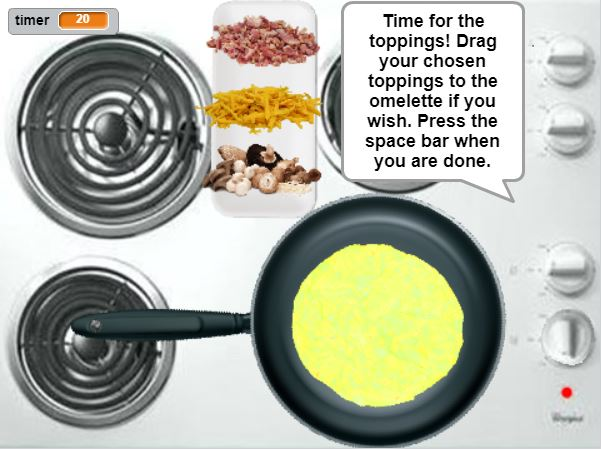 timer 20
Time for the
toppings! Drag
your chosen
toppings to the
omelette if you
wish. Press the
space bar when
you are done.